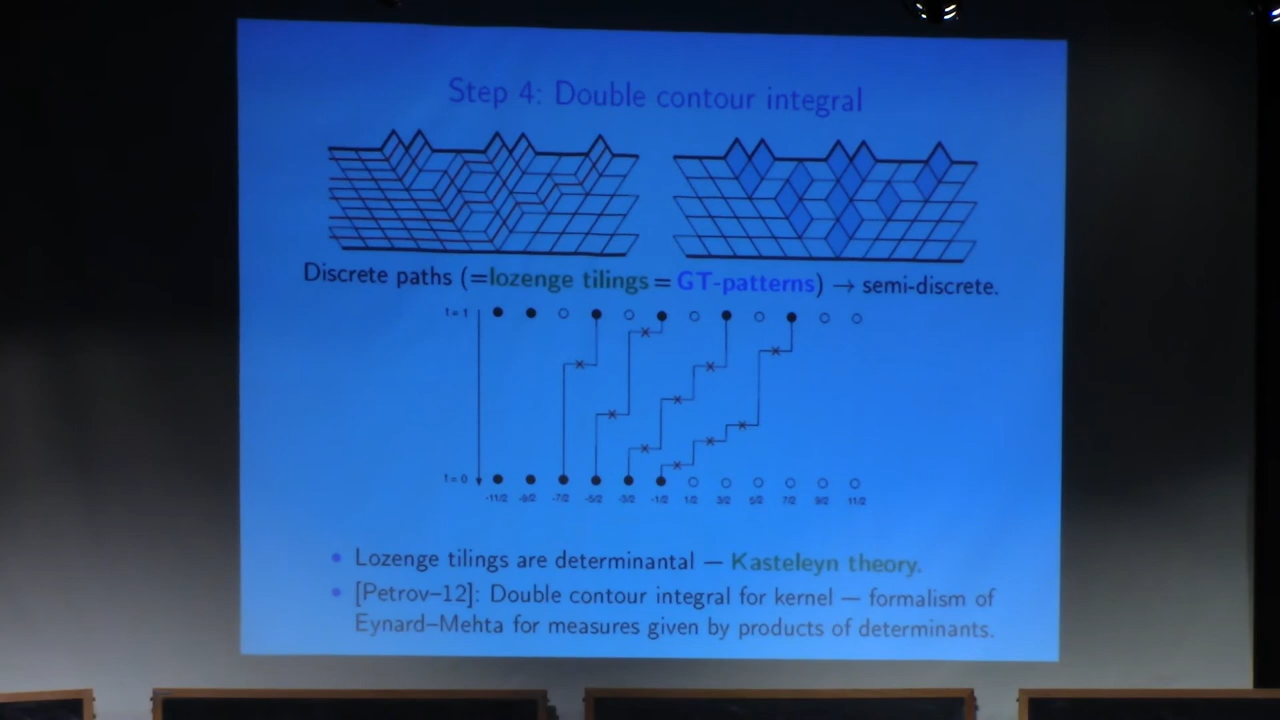 Step 4: Double contour integral
Discrete paths (=lozenge tilings = GT-patterns) → semi-discrete.
t=1
t=0
-11/2 -9/2 -7/2 -5/2 -3/2 -1/2 1/2 3/2 5/2 7/2 9/2 11/2
• Lozenge tilings are determinantal — Kasteleyn theory.
• [Petrov–12]: Double contour integral for kernel — formalism of
Eynard–Mehta for measures given by products of determinants.